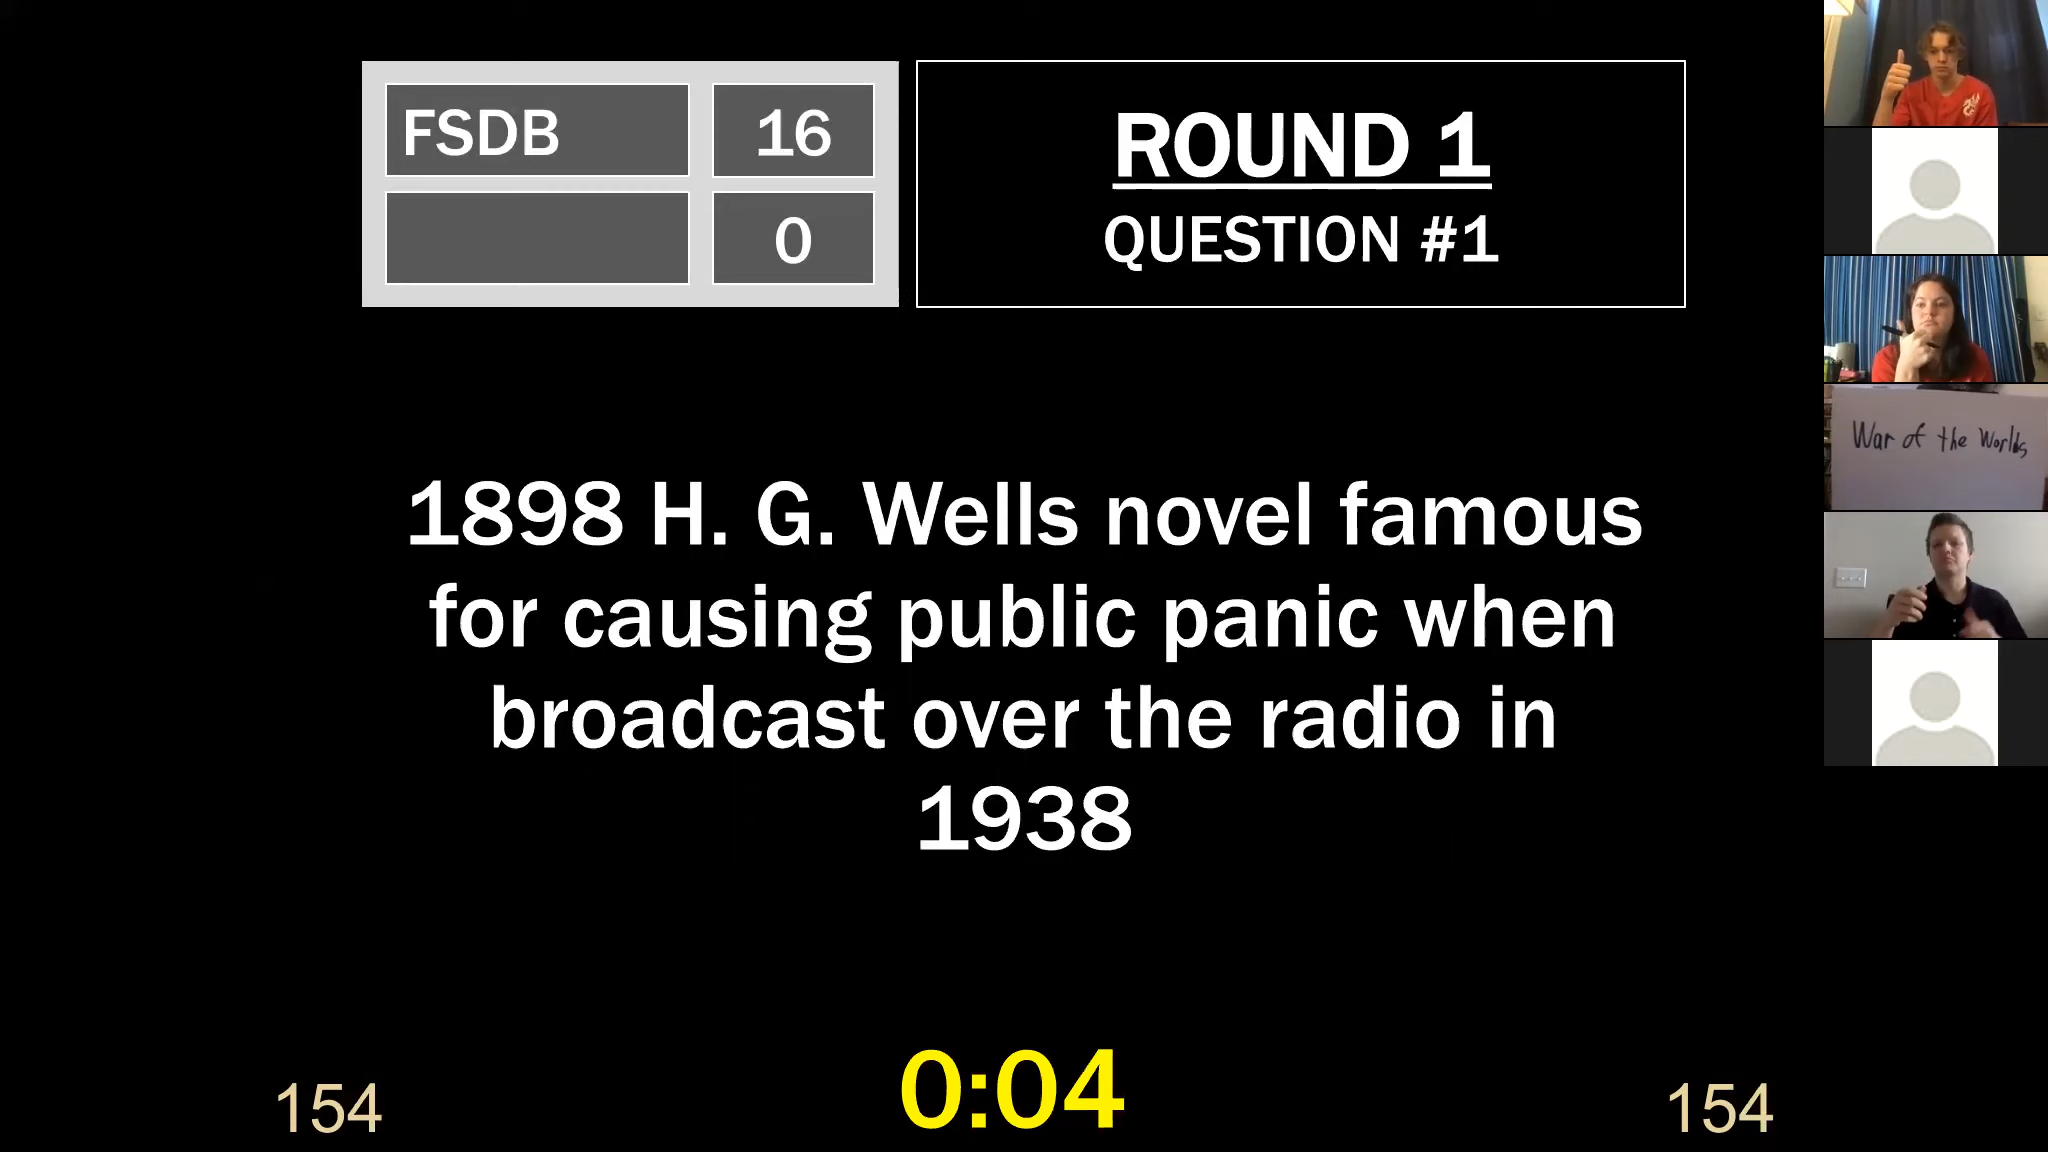 FSDB
16
0
ROUND 1
QUESTION #1
1898 H. G. Wells novel famous
for causing public panic when
broadcast over the radio in
1938
0:04
154
154
War of the Worlds